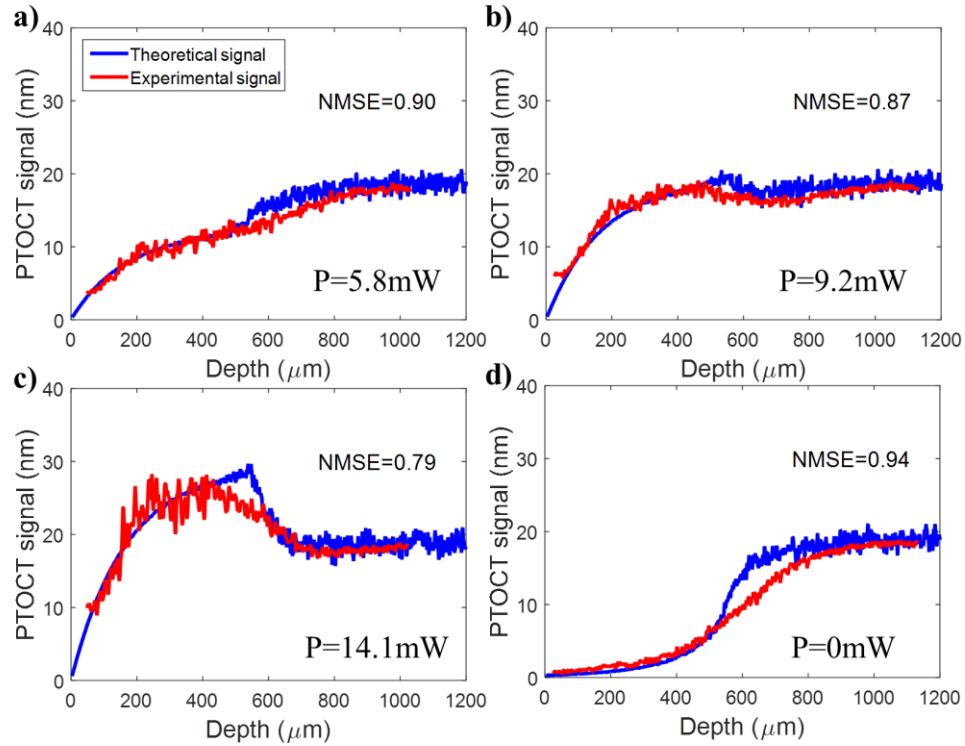 a)
40
30
20
10
0
PTOCT signal (nm)
Theoretical signal
Experimental signal
NMSE=0.90
P=5.8mW
0 200 400 600 800 1000 1200
Depth (μm)
b)
40
30
20
10
0
PTOCT signal (nm)
NMSE=0.87
P=9.2mW
0 200 400 600 800 1000 1200
Depth (μm)
c)
40
30
20
10
0
PTOCT signal (nm)
NMSE=0.79
P=14.1mW
0 200 400 600 800 1000 1200
Depth (μm)
d)
40
30
20
10
0
PTOCT signal (nm)
NMSE=0.94
P=0mW
0 200 400 600 800 1000 1200
Depth (μm)